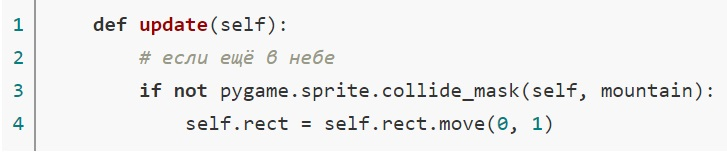 1 def update(self):
2 # если ещё в небе
3 if not pygame.sprite.collide_mask(self, mountain):
4 self.rect = self.rect.move(0, 1)